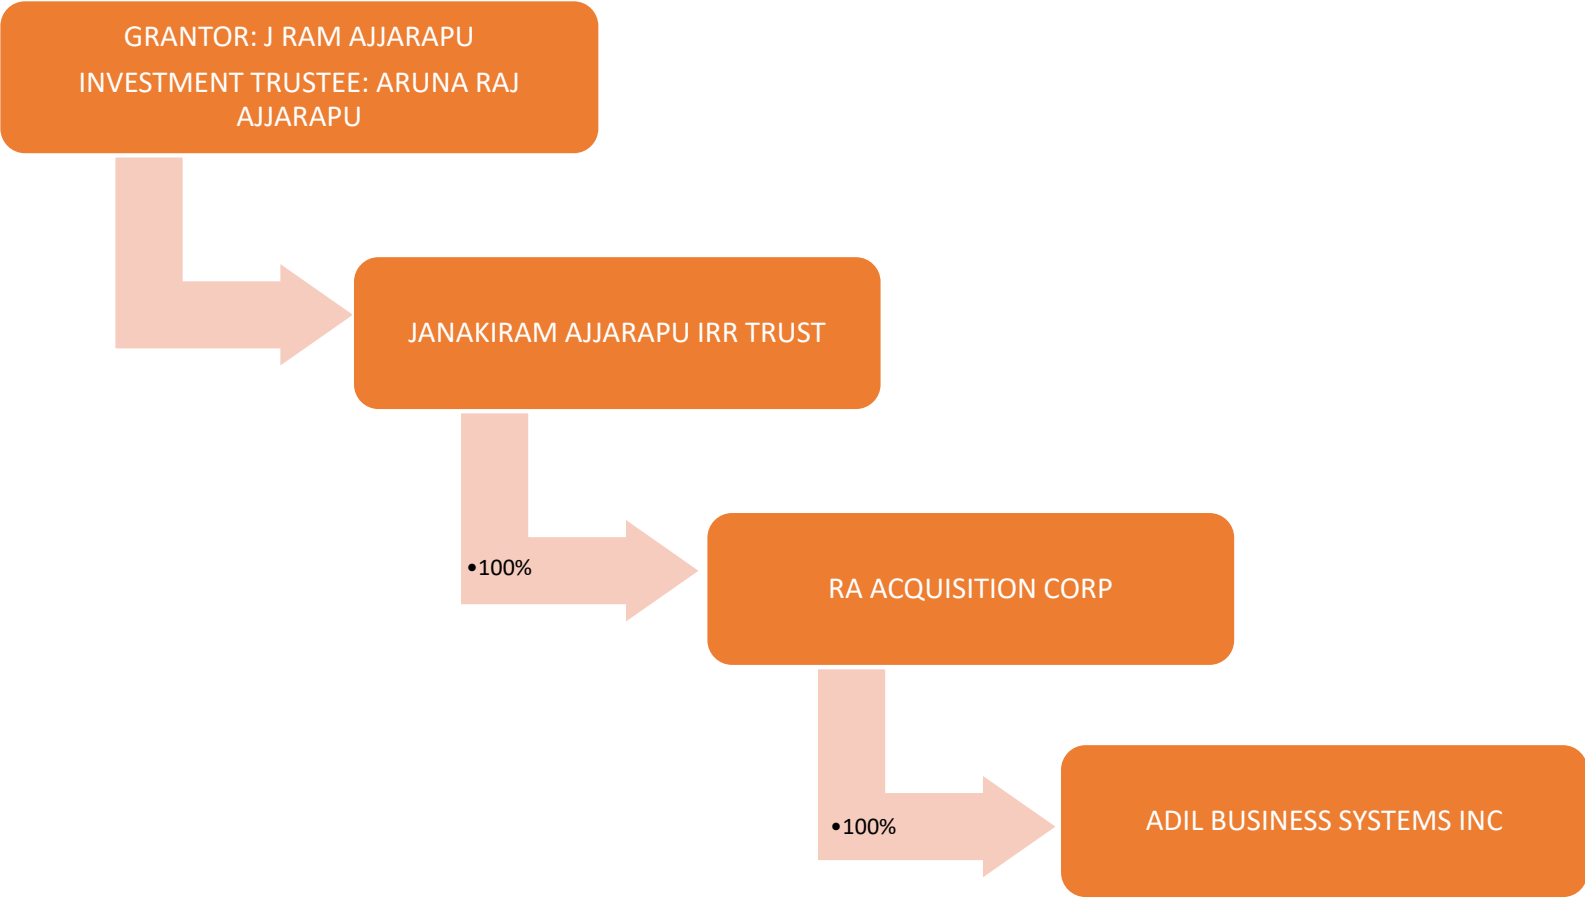 GRANTOR: J RAM AJJARAPU
INVESTMENT TRUSTEE: ARUNA RAJ
AJJARAPU
JANAKIRAM AJJARAPU IRR TRUST
•100%
RA ACQUISITION CORP
•100%
ADIL BUSINESS SYSTEMS INC